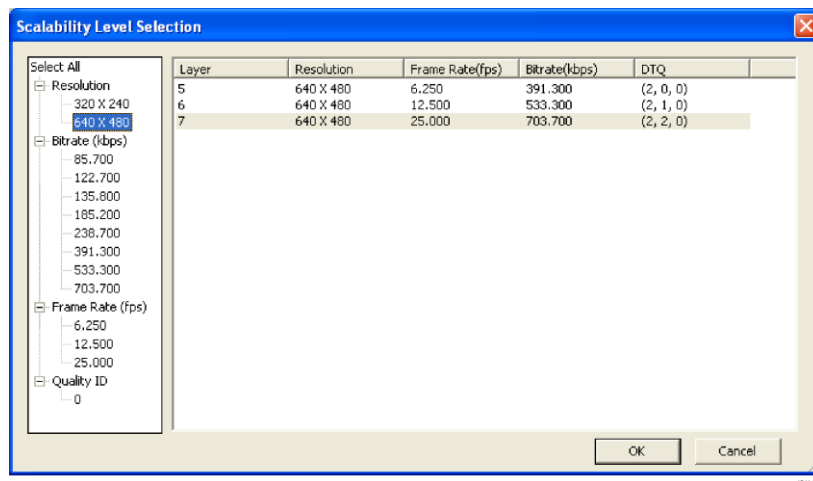 Scalability Level Selection
Select All
Resolution
320 X 240
640 X 480
Bitrate (kbps)
85.700
122.700
135.800
185.200
238.700
391.300
533.300
703.700
Frame Rate (fps)
6.250
12.500
25.000
Quality ID
0
Layer Resolution Frame Rate(fps) Bitrate(kbps) DTQ
5 640 X 480 6.250 391.300 (2, 0, 0)
6 640 X 480 12.500 533.300 (2, 1, 0)
7 640 X 480 25.000 703.700 (2, 2, 0)
OK Cancel